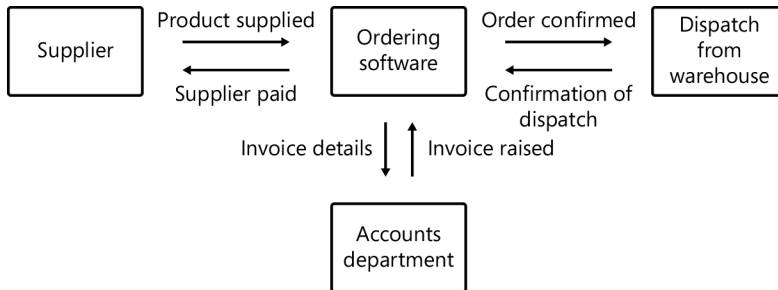 Product supplied
Order confirmed
Supplier
Ordering
software
Dispatch
from
warehouse
Supplier paid
Confirmation of
dispatch
Invoice details
Invoice raised
Accounts
department